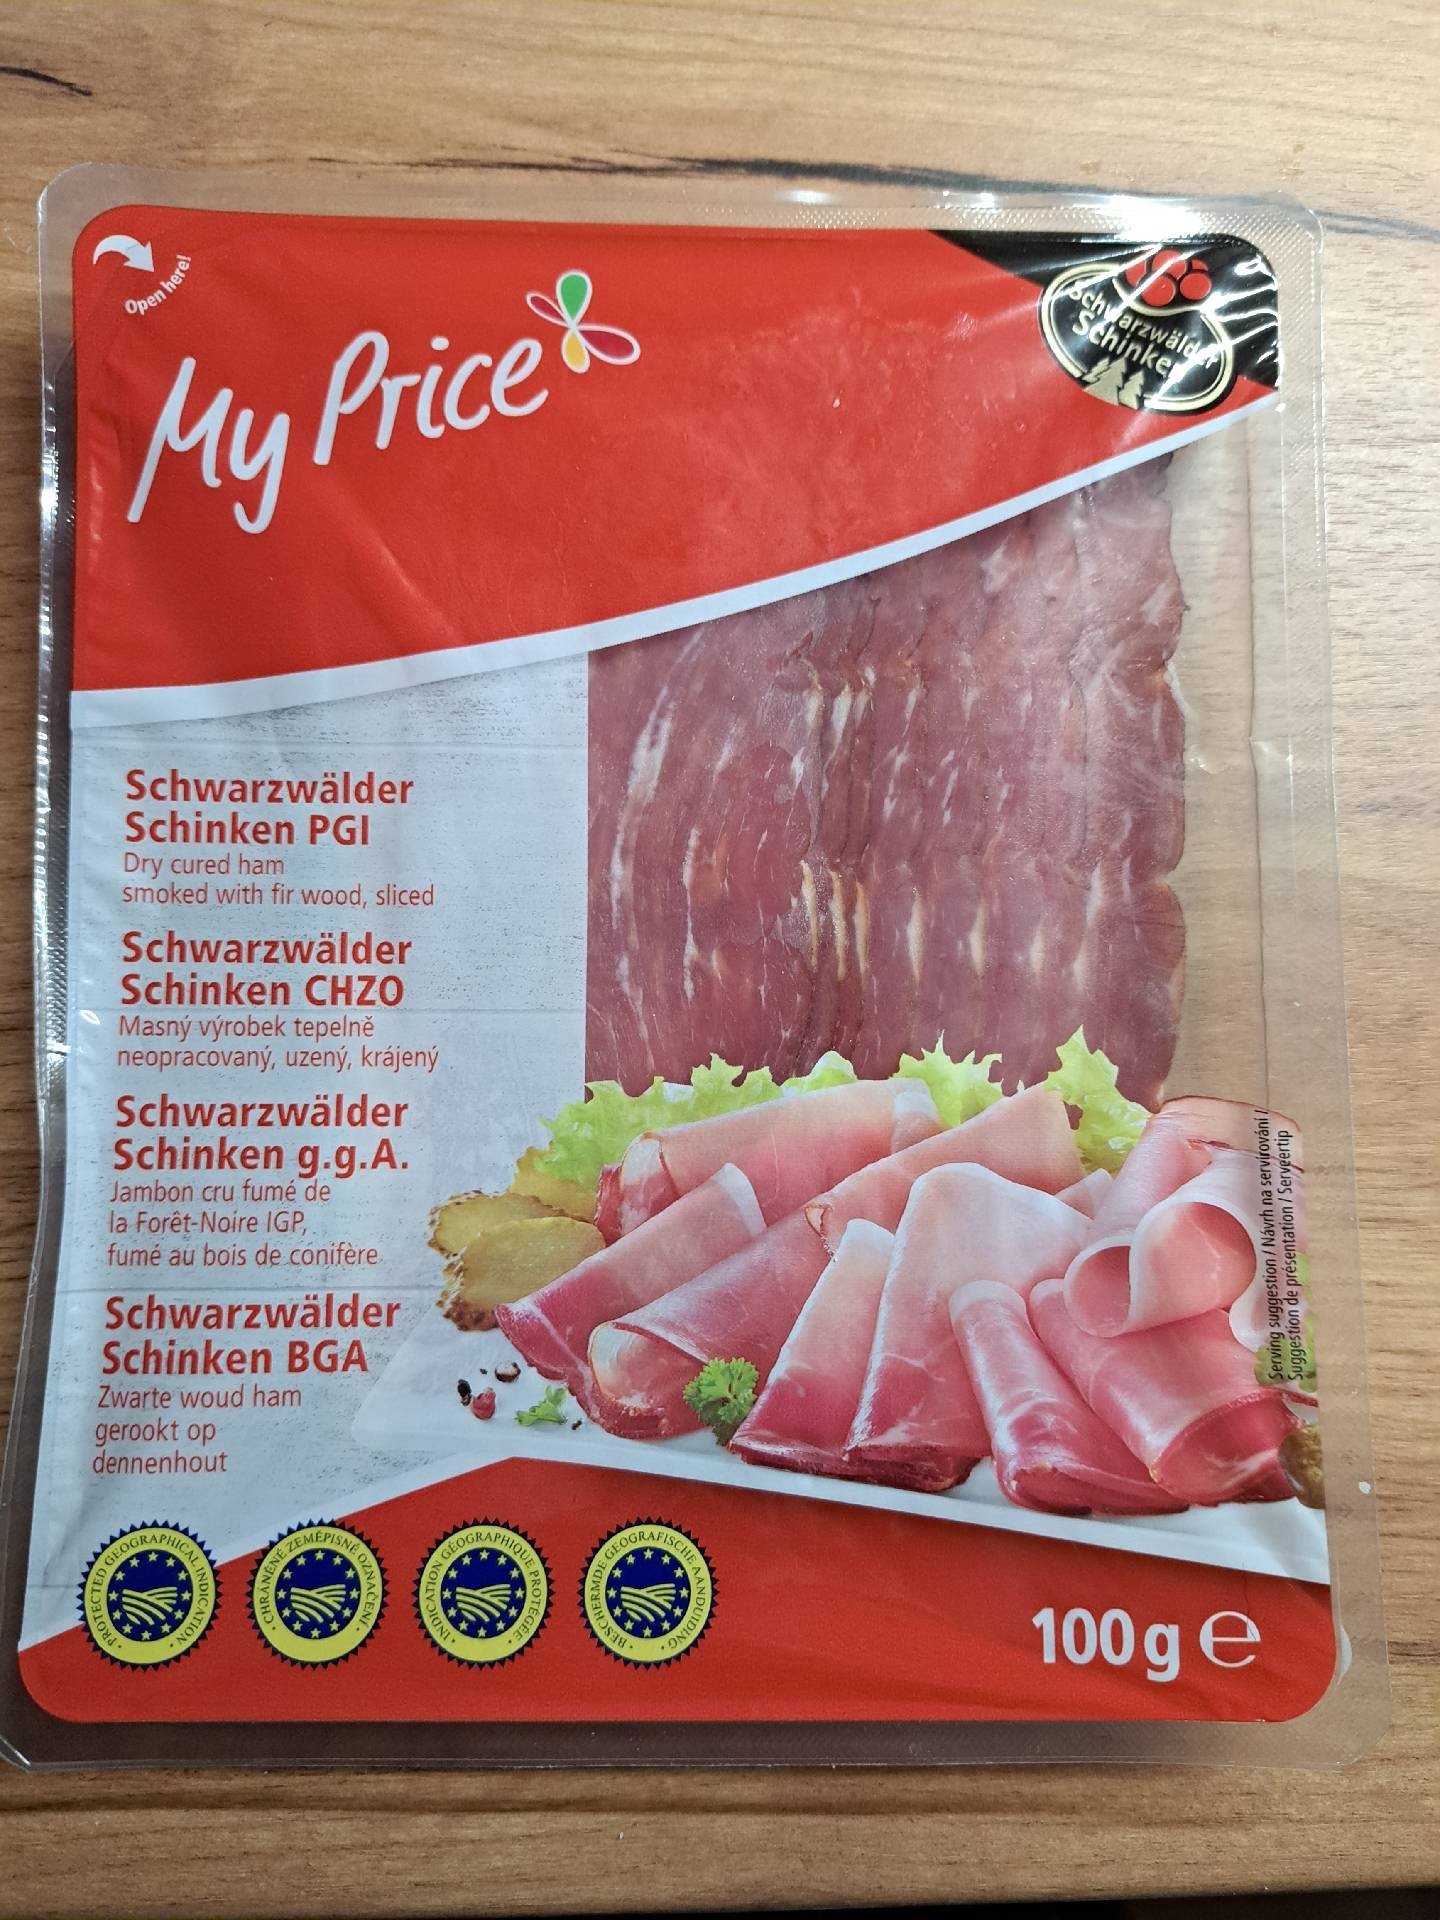 Open here!
My Price
Schwarzwälder
Schinken
Schwarzwälder
Schinken PGI
Dry cured ham
smoked with fir wood, sliced
Schwarzwälder
Schinken CHZO
Masný výrobek tepelně
neopracovaný, uzený, krájený
Schwarzwälder
Schinken g.g.A.
Jambon cru fumé de
la Forêt-Noire IGP,
fumé au bois de conifère
Schwarzwälder
Schinken BGA
Zwarte woud ham
gerookt op
dennenhout
Serving suggestion / Návrh na servírování /
Suggestion de présentation / Serveertip
PROTECTED GEOGRAPHICAL INDICATION
CHRÁNĚNÉ ZEMĚPISNÉ OZNAČENÍ
INDICATION GÉOGRAPHIQUE PROTÉGÉE
BESCHERMDE GEOGRAFISCHE AANDUIDING
100 g ℮